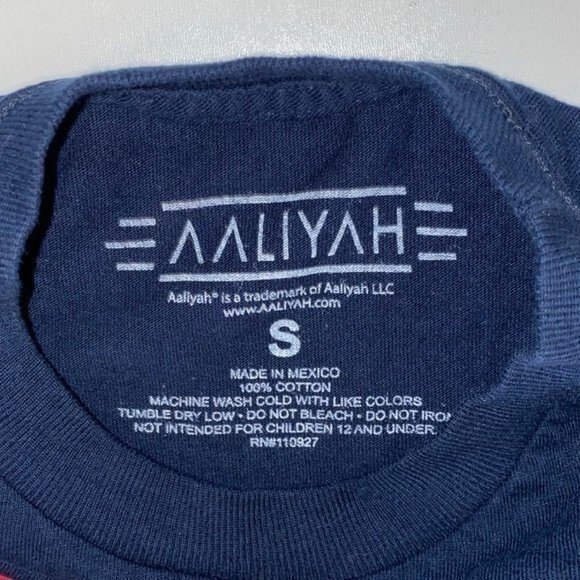 AALIYAH
Aaliyah® is a trademark of Aaliyah LLC
www.AALIYAH.com
S
MADE IN MEXICO
100% COTTON
MACHINE WASH COLD WITH LIKE COLORS
TUMBLE DRY LOW • DO NOT BLEACH • DO NOT IRON
NOT INTENDED FOR CHILDREN 12 AND UNDER
RN#110927